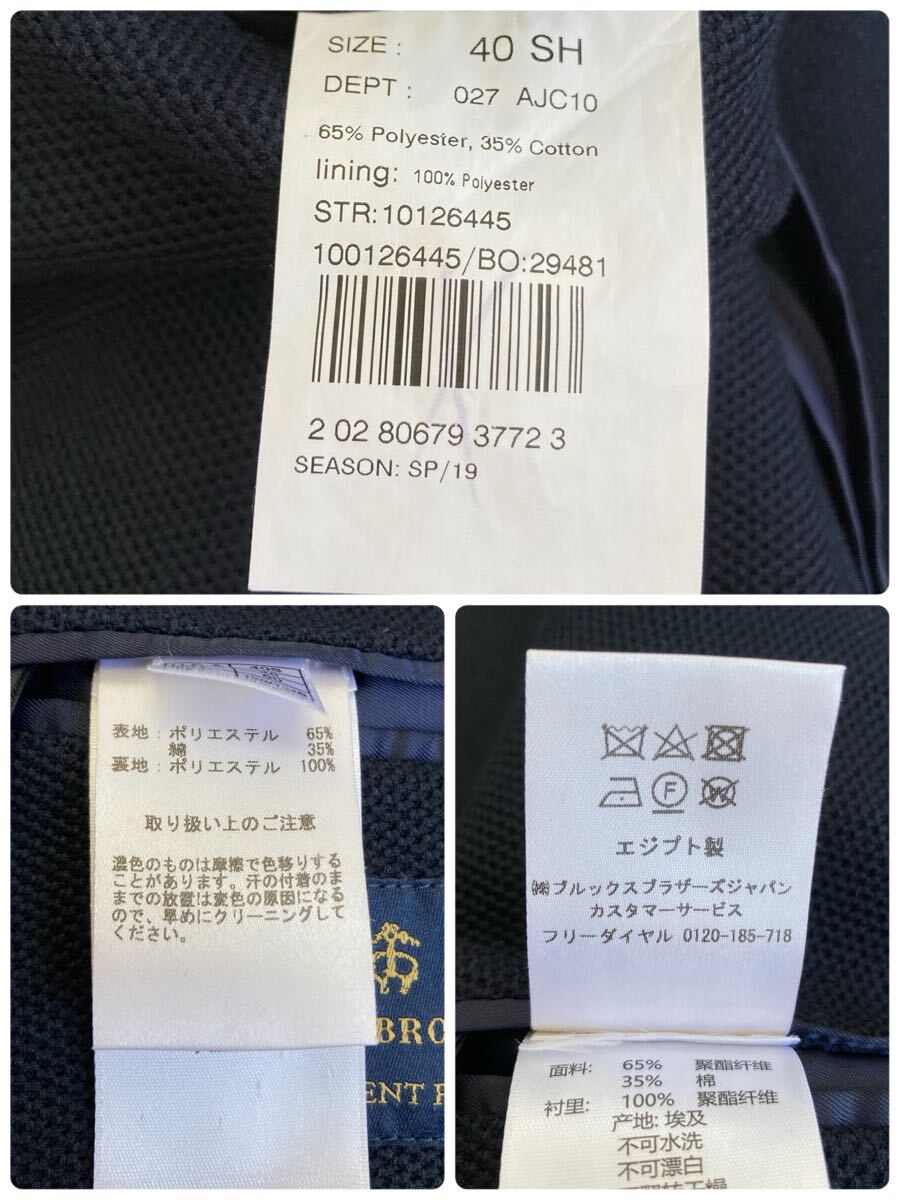 SIZE : 40 SH
DEPT : 027 AJC10
65% Polyester, 35% Cotton
lining: 100% Polyester
STR:10126445
100126445/BO:29481
2 02 80679 3772 3
SEASON: SP/19
表地 : ポリエステル 65%
綿 35%
裏地 : ポリエステル 100%
取り扱い上のご注意
濃色のものは摩擦で色移りする
ことがあります。汗の付着のま
までの放置は変色の原因になる
ので、早めにクリーニングして
ください。
BRO
ENT
F
エジプト製
㈱ブルックスブラザーズジャパン
カスタマーサービス
フリーダイヤル 0120-185-718
面料: 65% 聚酯纤维
35% 棉
衬里: 100% 聚酯纤维
产地: 埃及
不可水洗
不可漂白